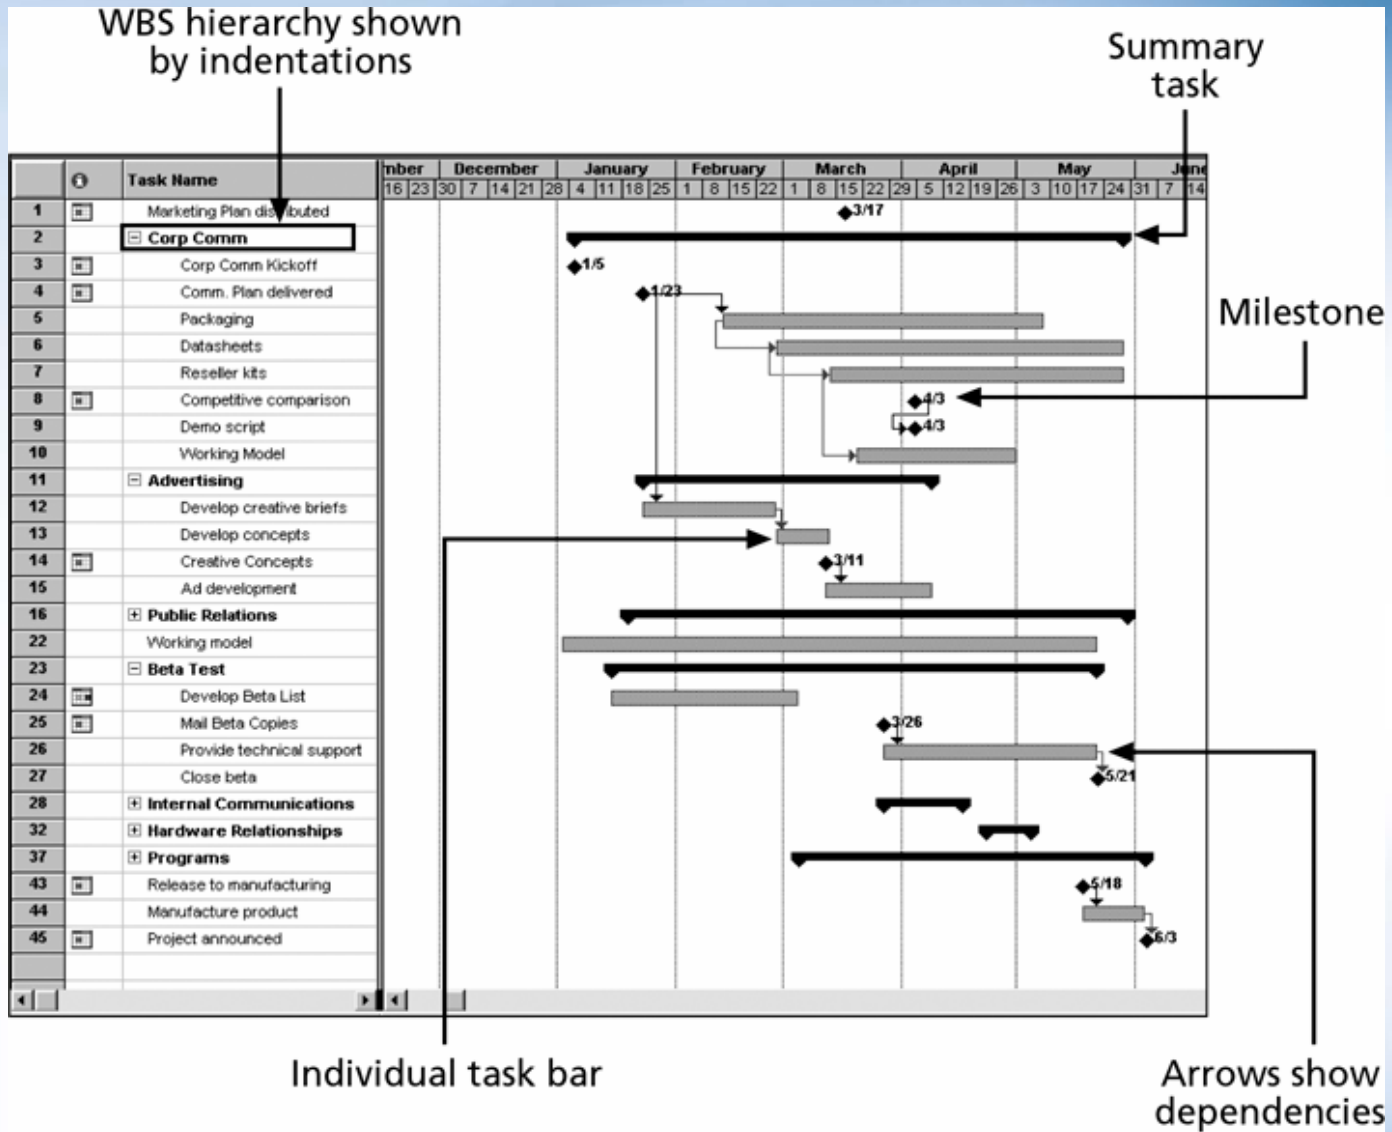 WBS hierarchy shown
by indentations
Summary
task
Task Name
mber December January February March April May June
16 23 30 7 14 21 28 4 11 18 25 1 8 15 22 1 8 15 22 29 5 12 19 26 3 10 17 24 31 7 14
1 Marketing Plan distributed 3/17
2 Corp Comm
3 Corp Comm Kickoff 1/5
4 Comm. Plan delivered 1/23
5 Packaging
Milestone
6 Datasheets
7 Reseller kits
8 Competitive comparison 4/3
9 Demo script 4/3
10 Working Model
11 Advertising
12 Develop creative briefs
13 Develop concepts
14 Creative Concepts 3/11
15 Ad development
16 Public Relations
22 Working model
23 Beta Test
24 Develop Beta List
25 Mail Beta Copies 3/26
26 Provide technical support
27 Close beta 5/21
28 Internal Communications
32 Hardware Relationships
37 Programs
43 Release to manufacturing 5/18
44 Manufacture product
45 Project announced 6/3
Individual task bar
Arrows show
dependencies